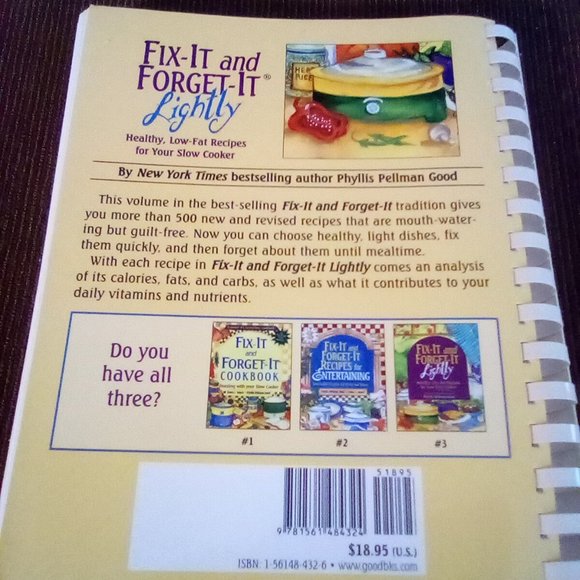 FIX-IT and
FORGET-IT®
Lightly
Healthy, Low-Fat Recipes
for Your Slow Cooker
By New York Times bestselling author Phyllis Pellman Good
This volume in the best-selling Fix-It and Forget-It tradition gives
you more than 500 new and revised recipes that are mouth-water-
ing but guilt-free. Now you can choose healthy, light dishes, fix
them quickly, and then forget about them until mealtime.
With each recipe in Fix-It and Forget-It Lightly comes an analysis
of its calories, fats, and carbs, as well as what it contributes to your
daily vitamins and nutrients.
Do you
have all
three?
FIX-IT
and
FORGET-IT
COOKBOOK
Feasting with your Slow Cooker
#1
FIX-IT and
FORGET-IT
RECIPES for
ENTERTAINING
#2
FIX-IT and
FORGET-IT
Lightly
#3
51895
9781561484324
$18.95 (U.S.)
ISBN: 1-56148-432-6 • www.goodbks.com